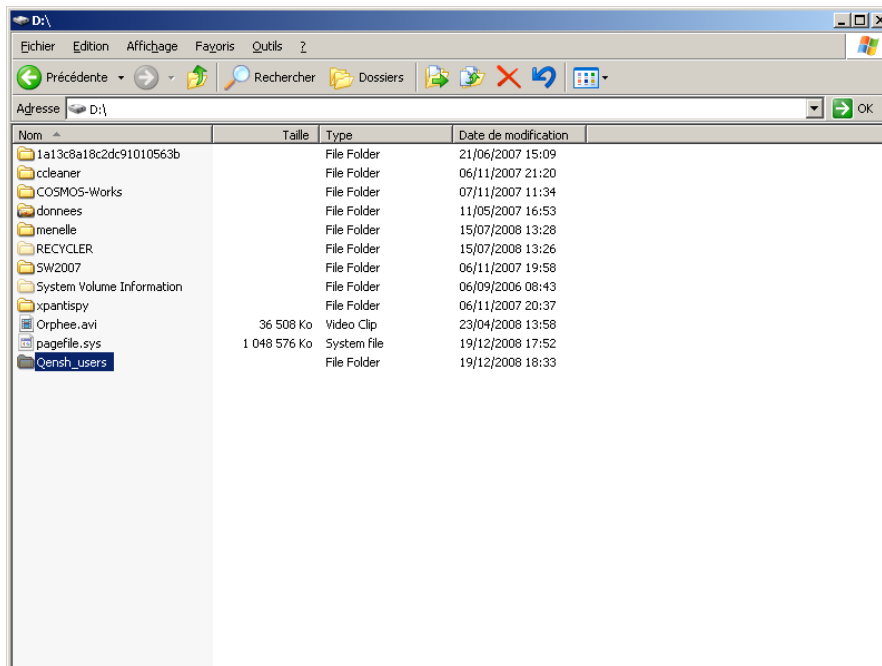 D:\
Fichier Edition Affichage Favoris Outils ?
Précédente Rechercher Dossiers
Adresse D:\ OK
Nom Taille Type Date de modification
1a13c8a18c2dc91010563b File Folder 21/06/2007 15:09
ccleaner File Folder 06/11/2007 21:20
COSMOS-Works File Folder 07/11/2007 11:34
donnees File Folder 11/05/2007 16:53
menelle File Folder 15/07/2008 13:28
RECYCLER File Folder 15/07/2008 13:26
SW2007 File Folder 06/11/2007 19:58
System Volume Information File Folder 06/09/2006 08:43
xpantispy File Folder 06/11/2007 20:37
Orphee.avi 36 508 Ko Video Clip 23/04/2008 13:58
pagefile.sys 1 048 576 Ko System file 19/12/2008 17:52
Qensh_users File Folder 19/12/2008 18:33